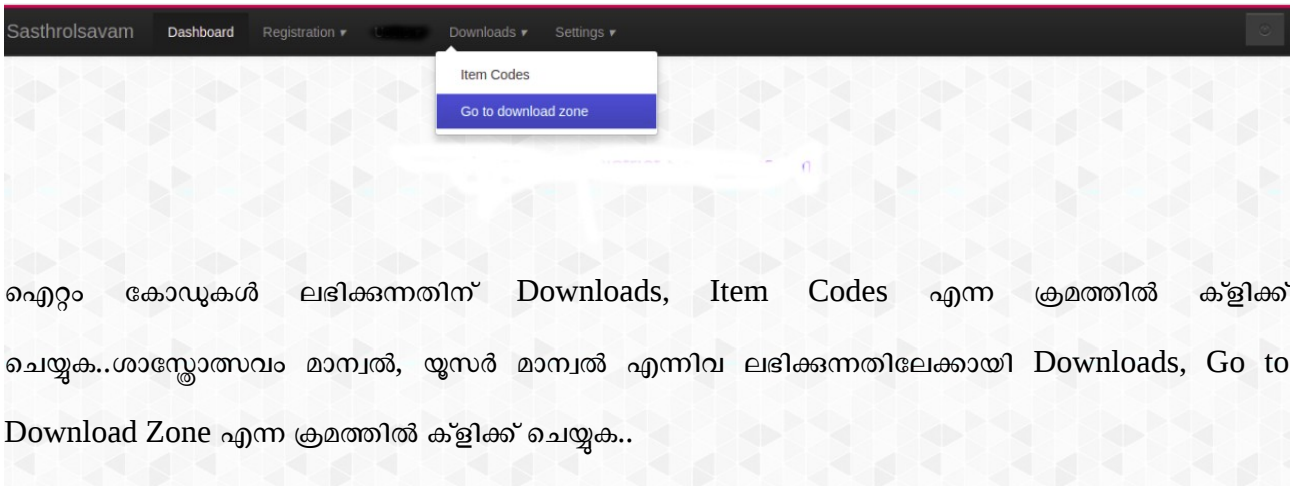 Sasthrolsavam Dashboard Registration ▾ Downloads ▾ Settings ▾
Item Codes
Go to download zone
ഐറ്റം കോഡുകൾ ലഭിക്കുന്നതിന് Downloads, Item Codes എന്ന ക്രമത്തിൽ ക്ളിക്ക്
ചെയ്യുക..ശാസ്ത്രോത്സവം മാന്വൽ, യൂസർ മാന്വൽ എന്നിവ ലഭിക്കുന്നതിലേക്കായി Downloads, Go to
Download Zone എന്ന ക്രമത്തിൽ ക്ളിക്ക് ചെയ്യുക..